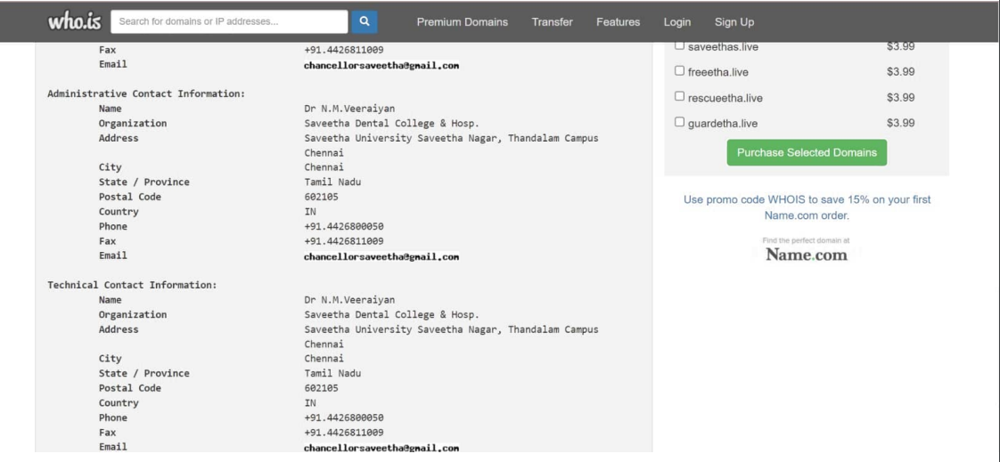 who.is Search for domains or IP addresses... Premium Domains Transfer Features Login Sign Up
Fax +91.4426811009
Email chancellorsaveetha@gmail.com
Administrative Contact Information:
Name Dr N.M.Veeraiyan
Organization Saveetha Dental College & Hosp.
Address Saveetha University Saveetha Nagar, Thandalam Campus
Chennai
City Chennai
State / Province Tamil Nadu
Postal Code 602105
Country IN
Phone +91.4426800050
Fax +91.4426811009
Email chancellorsaveetha@gmail.com
Technical Contact Information:
Name Dr N.M.Veeraiyan
Organization Saveetha Dental College & Hosp.
Address Saveetha University Saveetha Nagar, Thandalam Campus
Chennai
City Chennai
State / Province Tamil Nadu
Postal Code 602105
Country IN
Phone +91.4426800050
Fax +91.4426811009
Email chancellorsaveetha@gmail.com
saveethas.live $3.99
freeetha.live $3.99
rescueetha.live $3.99
guardetha.live $3.99
Purchase Selected Domains
Use promo code WHOIS to save 15% on your first
Name.com order.
Find the perfect domain at
Name.com